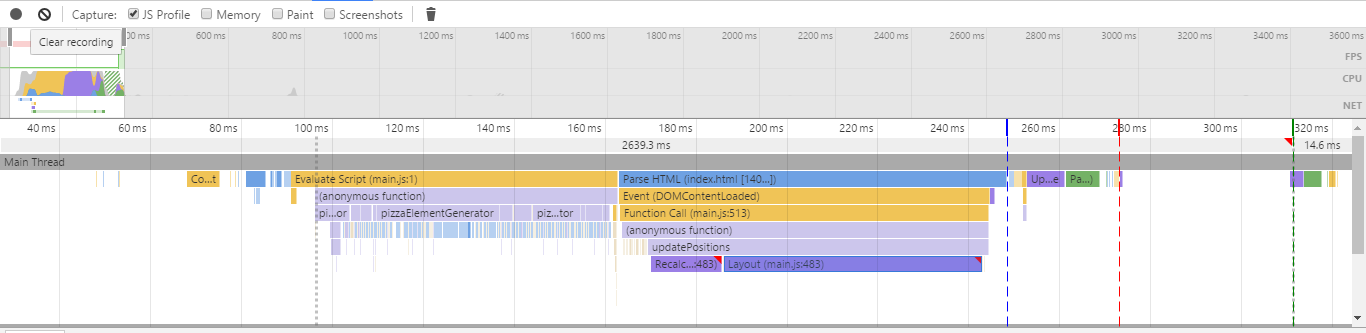 Capture: JS Profile Memory Paint Screenshots
Clear recording
00 ms 600 ms 800 ms 1000 ms 1200 ms 1400 ms 1600 ms 1800 ms 2000 ms 2200 ms 2400 ms 2600 ms 2800 ms 3000 ms 3200 ms 3400 ms 3600 ms
FPS
CPU
NET
40 ms 60 ms 80 ms 100 ms 120 ms 140 ms 160 ms 180 ms 200 ms 220 ms 240 ms 260 ms 280 ms 300 ms 320 ms
2639.3 ms 14.6 ms
Main Thread
Co...t Evaluate Script (main.js:1) Parse HTML (index.html [140...]) Up...e Pa...)
(anonymous function) Event (DOMContentLoaded)
pi...or pizzaElementGenerator piz...tor Function Call (main.js:513)
(anonymous function)
updatePositions
Recalc...:483) Layout (main.js:483)